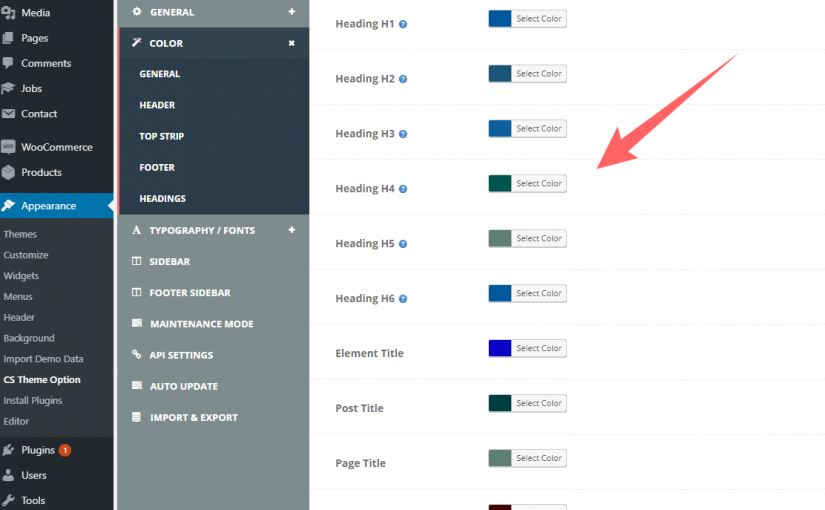 Media
Pages
Comments
Jobs
Contact
Woo
WooCommerce
Products
Appearance
Themes
Customize
Widgets
Menus
Header
Background
Import Demo Data
CS Theme Option
Install Plugins
Editor
Plugins 1
Users
Tools
GENERAL +
COLOR ×
GENERAL
HEADER
TOP STRIP
FOOTER
HEADINGS
A TYPOGRAPHY / FONTS +
SIDEBAR
FOOTER SIDEBAR
MAINTENANCE MODE
API SETTINGS
AUTO UPDATE
IMPORT & EXPORT
Heading H1 ? Select Color
Heading H2 ? Select Color
Heading H3 ? Select Color
Heading H4 ? Select Color
Heading H5 ? Select Color
Heading H6 ? Select Color
Element Title Select Color
Post Title Select Color
Page Title Select Color